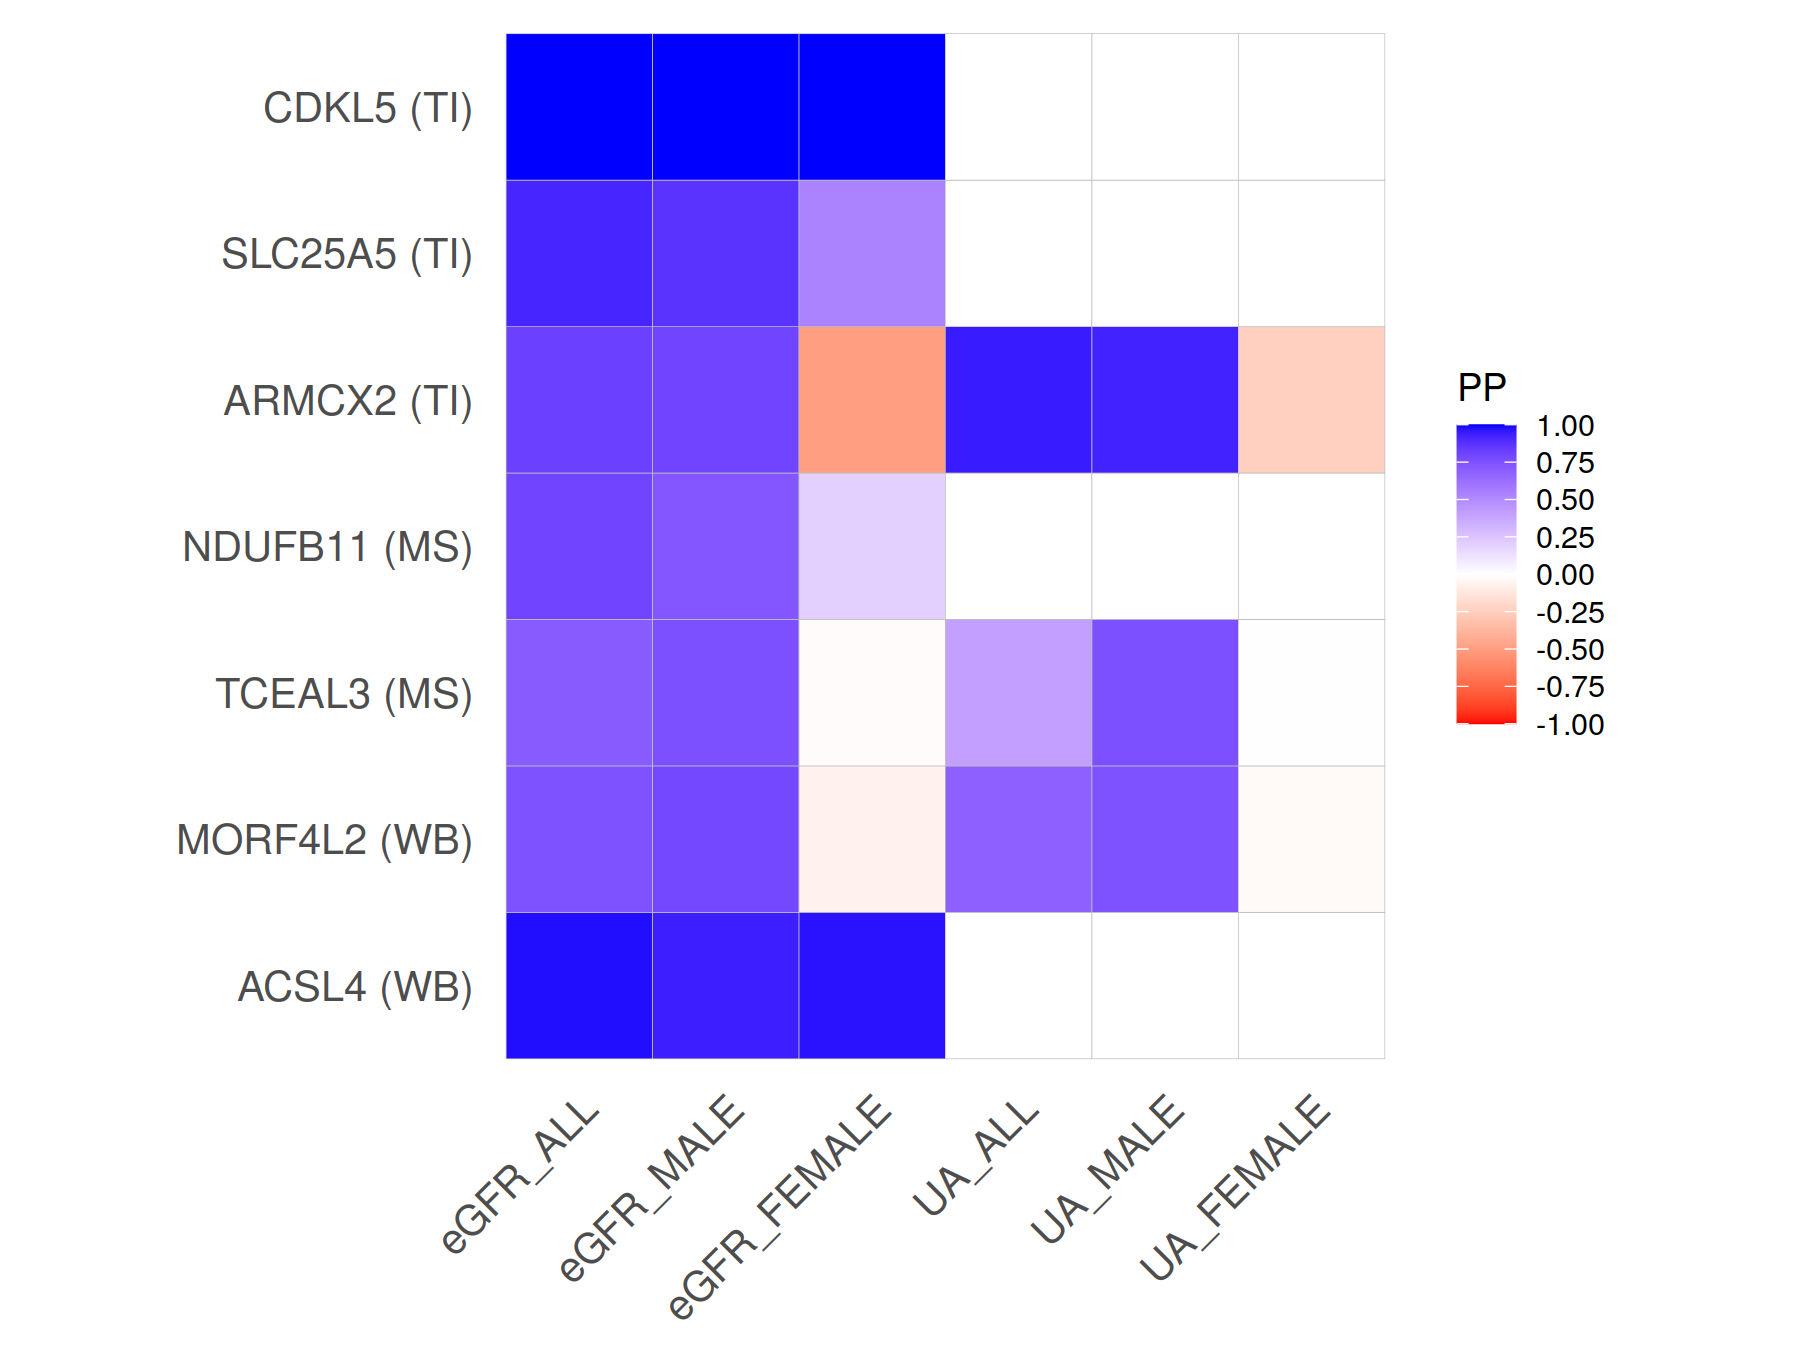 CDKL5 (TI)
SLC25A5 (TI)
ARMCX2 (TI)
NDUFB11 (MS)
TCEAL3 (MS)
MORF4L2 (WB)
ACSL4 (WB)
eGFR_ALL
eGFR_MALE
eGFR_FEMALE
UA_ALL
UA_MALE
UA_FEMALE
PP
1.00
0.75
0.50
0.25
0.00
-0.25
-0.50
-0.75
-1.00